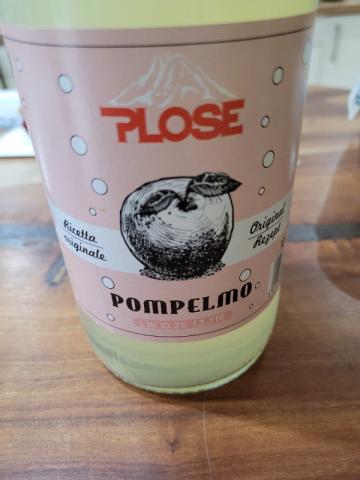 PLOSE
Ricetta
originale
Original
Rezept
POMPELMO